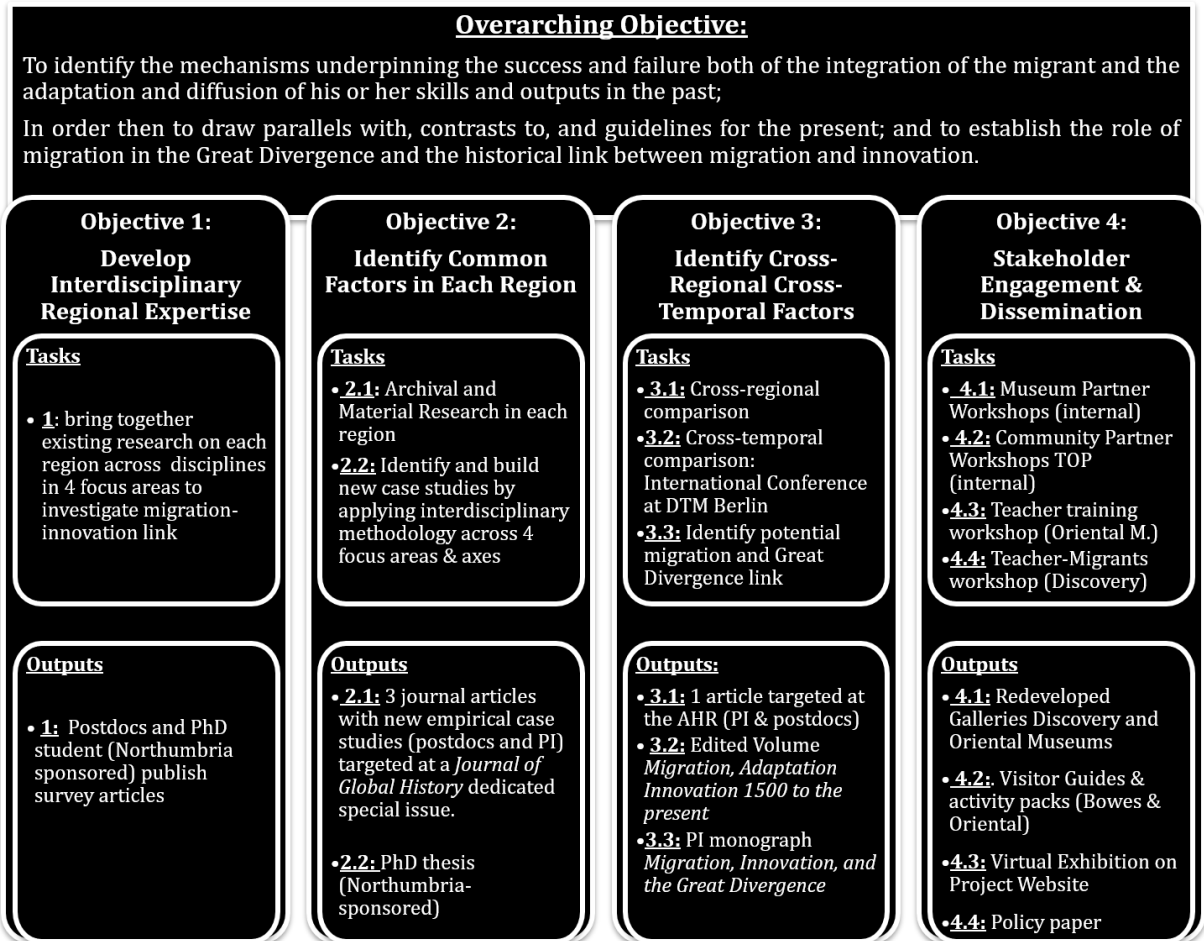 Overarching Objective:
To identify the mechanisms underpinning the success and failure both of the integration of the migrant and the
adaptation and diffusion of his or her skills and outputs in the past;
In order then to draw parallels with, contrasts to, and guidelines for the present; and to establish the role of
migration in the Great Divergence and the historical link between migration and innovation.
Objective 1:
Develop
Interdisciplinary
Regional Expertise
Tasks
• 1: bring together
existing research on each
region across disciplines
in 4 focus areas to
investigate migration-
innovation link
Outputs
• 1: Postdocs and PhD
student (Northumbria
sponsored) publish
survey articles
Objective 2:
Identify Common
Factors in Each Region
Tasks
• 2.1: Archival and
Material Research in each
region
•2.2: Identify and build
new case studies by
applying interdisciplinary
methodology across 4
focus areas & axes
Outputs
• 2.1: 3 journal articles
with new empirical case
studies (postdocs and PI)
targeted at a Journal of
Global History dedicated
special issue.
•2.2: PhD thesis
(Northumbria-
sponsored)
Objective 3:
Identify Cross-
Regional Cross-
Temporal Factors
Tasks
• 3.1: Cross-regional
comparison
•3.2: Cross-temporal
comparison:
International Conference
at DTM Berlin
•3.3: Identify potential
migration and Great
Divergence link
Outputs:
• 3.1: 1 article targeted at
the AHR (PI & postdocs)
• 3.2: Edited Volume
Migration, Adaptation
Innovation 1500 to the
present
•3.3: PI monograph
Migration, Innovation, and
the Great Divergence
Objective 4:
Stakeholder
Engagement &
Dissemination
Tasks
• 4.1: Museum Partner
Workshops (internal)
• 4.2: Community Partner
Workshops TOP
(internal)
•4.3: Teacher training
workshop (Oriental M.)
•4.4: Teacher-Migrants
workshop (Discovery)
Outputs
• 4.1: Redeveloped
Galleries Discovery and
Oriental Museums
• 4.2:. Visitor Guides &
activity packs (Bowes &
Oriental)
• 4.3: Virtual Exhibition on
Project Website
•4.4: Policy paper